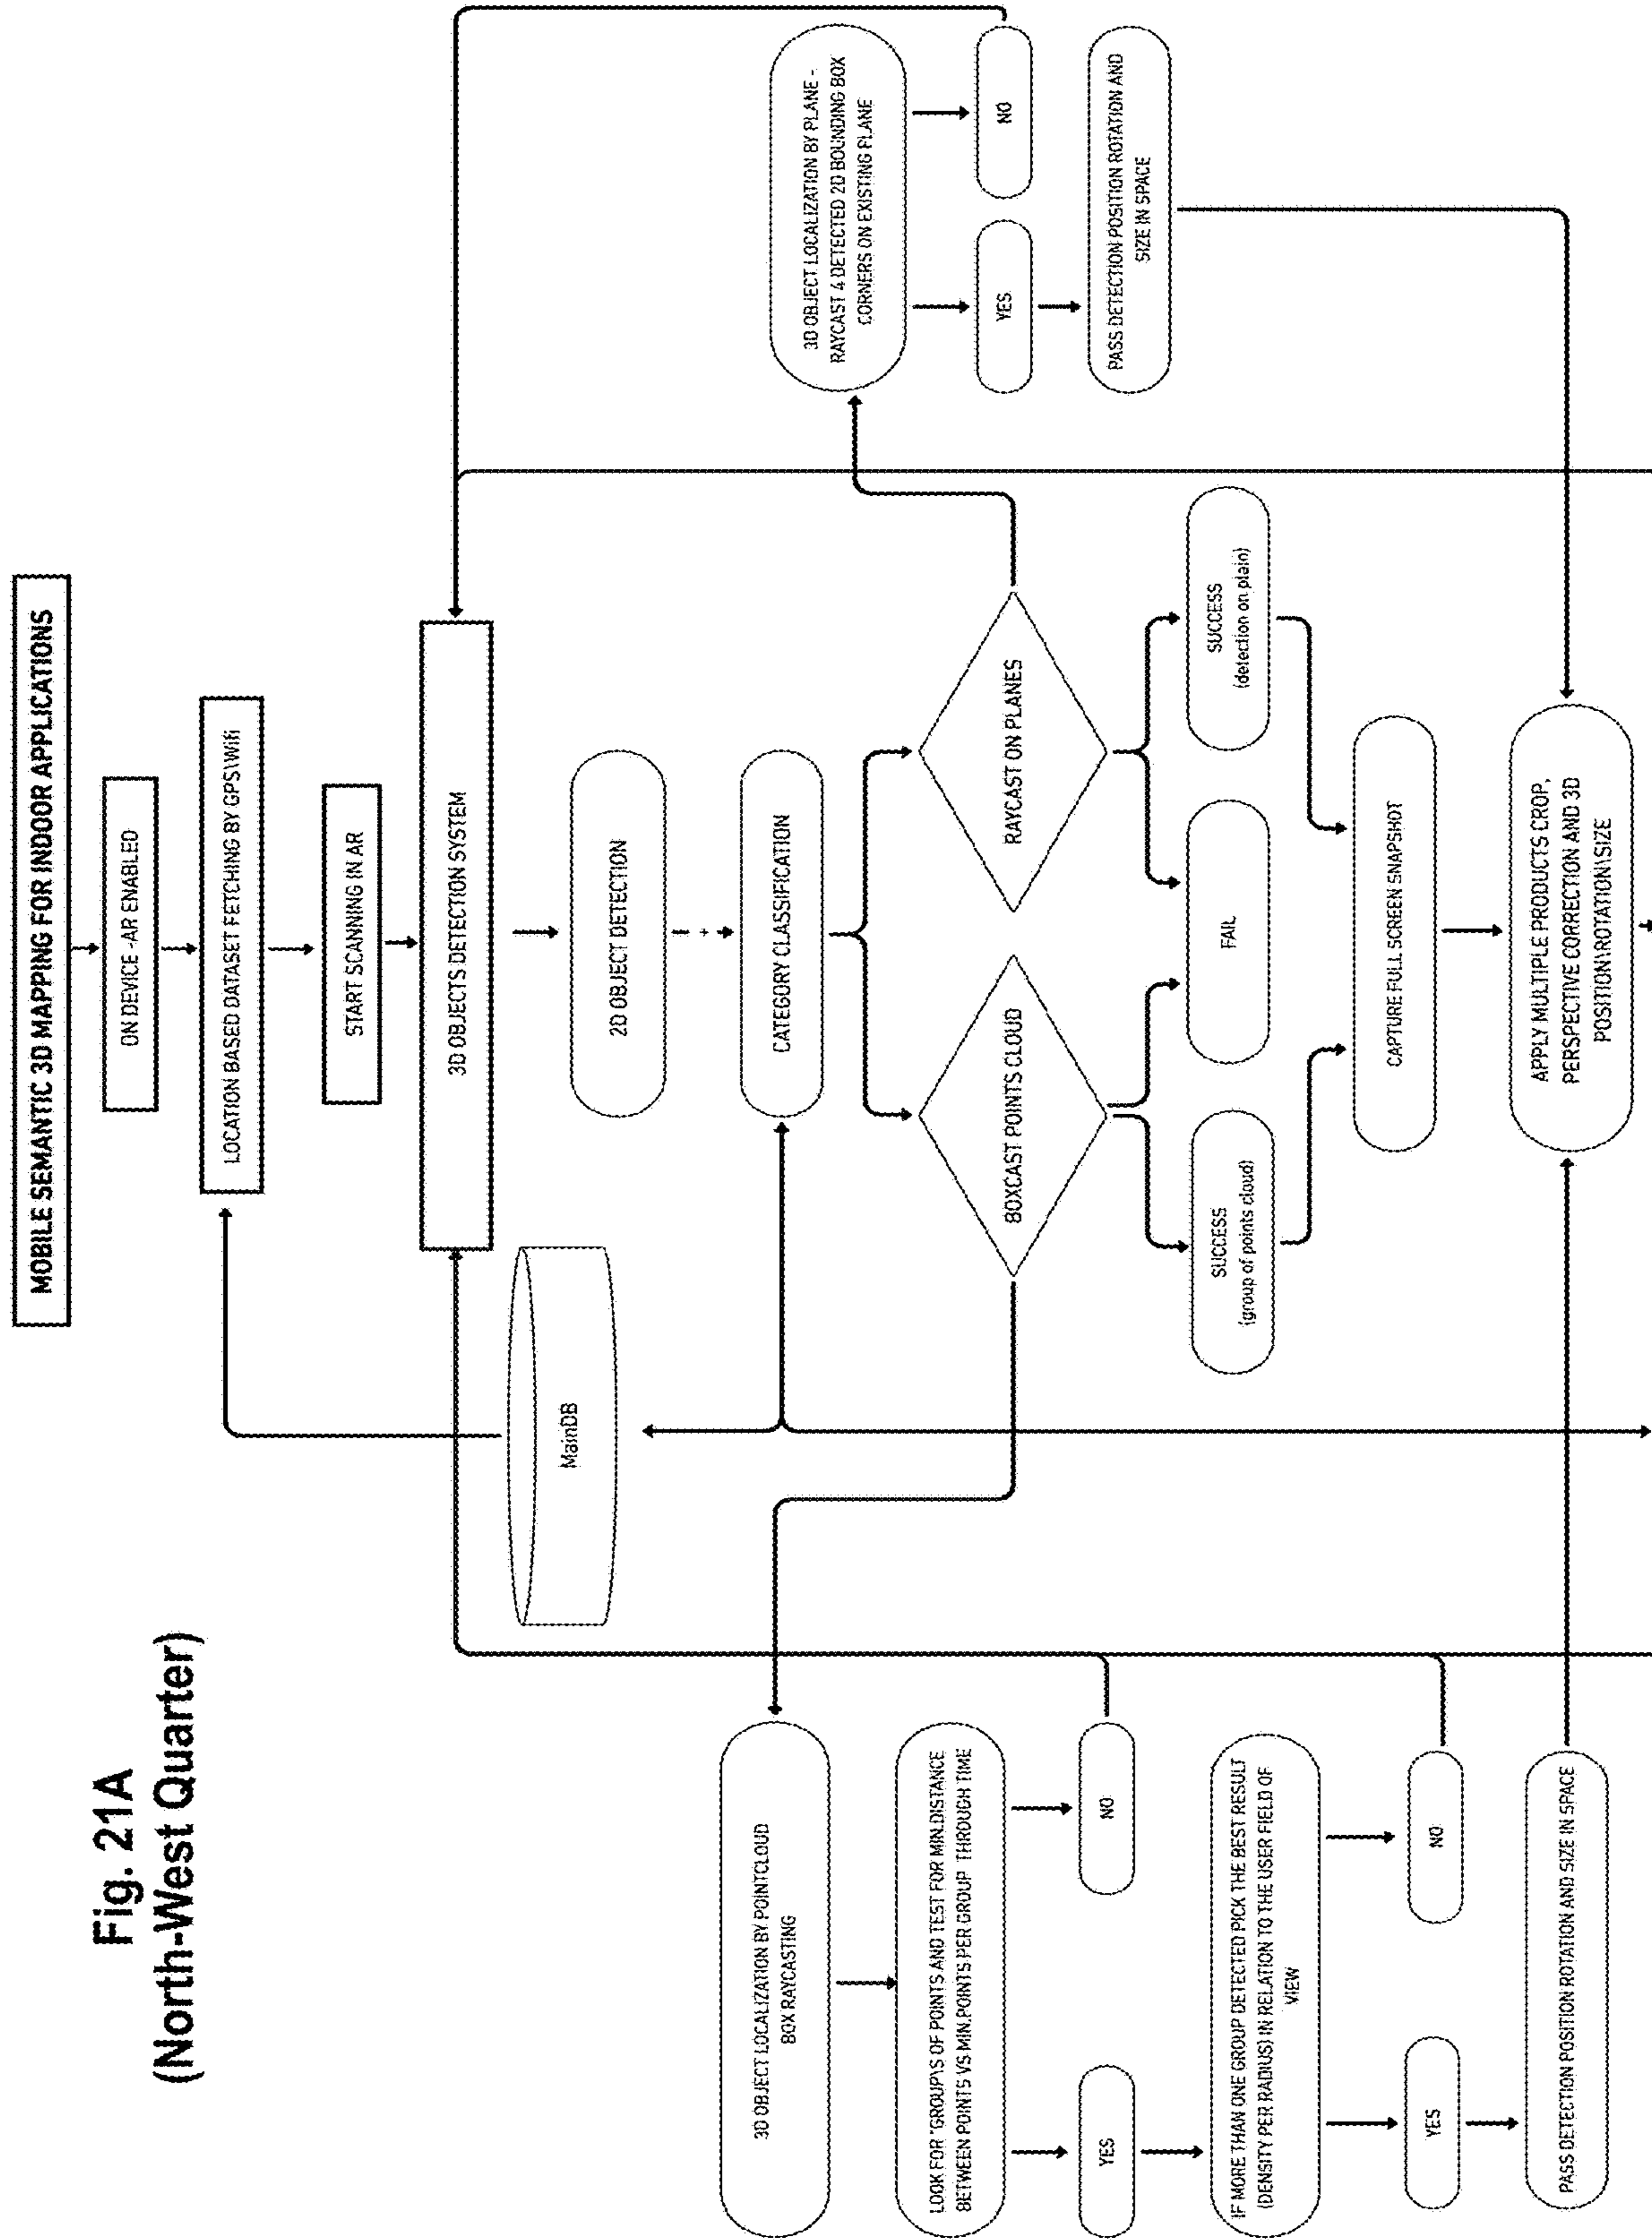 Fig. 21A
(North-West Quarter)
MOBILE SEMANTIC 3D MAPPING FOR INDOOR APPLICATIONS
ON DEVICE -AR ENABLED
LOCATION BASED DATASET FETCHING BY GPS\Wifi
START SCANNING IN AR
3D OBJECTS DETECTION SYSTEM
MainDB
2D OBJECT DETECTION
+
CATEGORY CLASSIFICATION
BOXCAST POINTS CLOUD
RAYCAST ON PLANES
SUCCESS
(group of points cloud)
FAIL
SUCCESS
(detection on plain)
CAPTURE FULL SCREEN SNAPSHOT
APPLY MULTIPLE PRODUCTS CROP,
PERSPECTIVE CORRECTION AND 3D
POSITION\ROTATION\SIZE
3D OBJECT LOCALIZATION BY POINTCLOUD
BOX RAYCASTING
LOOK FOR 'GROUP\S OF POINTS AND TEST FOR MIN.DISTANCE
BETWEEN POINTS VS MIN.POINTS PER GROUP THROUGH TIME
YES
NO
IF MORE THAN ONE GROUP DETECTED PICK THE BEST RESULT
(DENSITY PER RADIUS) IN RELATION TO THE USER FIELD OF
VIEW
YES
NO
PASS DETECTION POSITION ROTATION AND SIZE IN SPACE
3D OBJECT LOCALIZATION BY PLANE -
RAYCAST 4 DETECTED 2D BOUNDING BOX
CORNERS ON EXISTING PLANE
YES
NO
PASS DETECTION POSITION ROTATION AND
SIZE IN SPACE